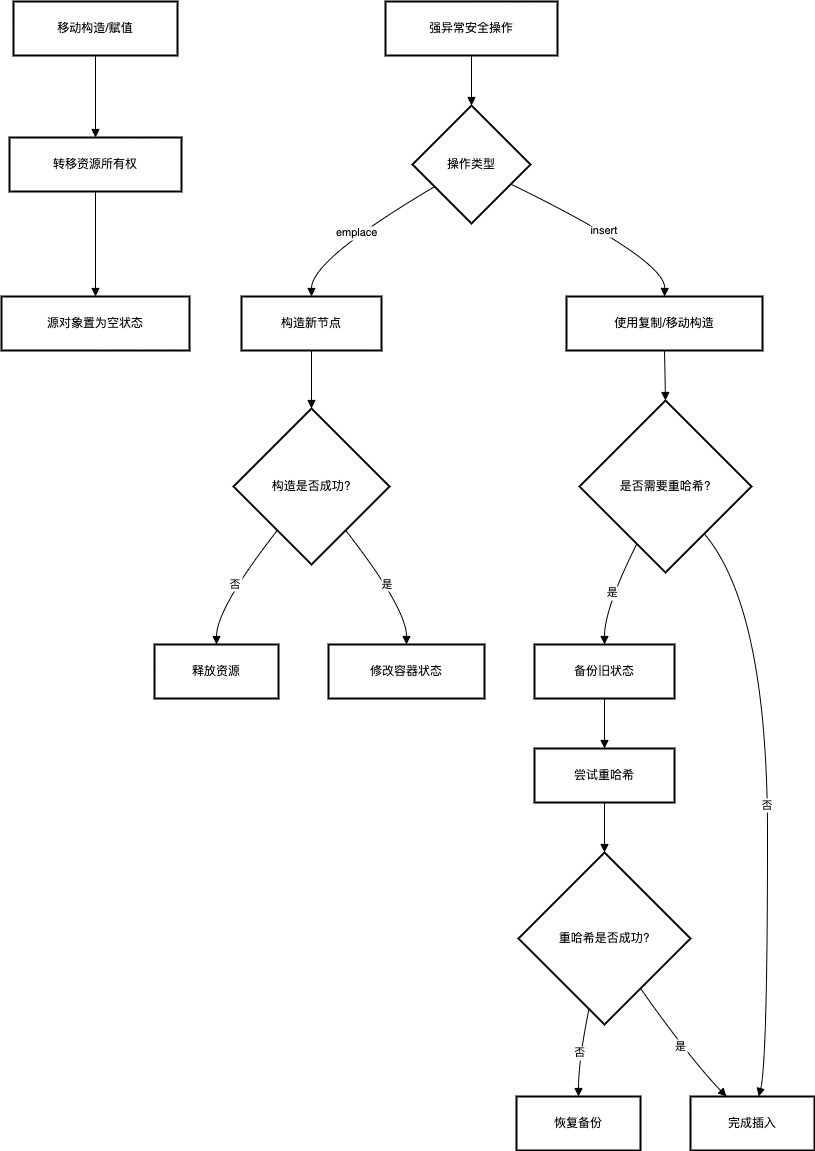 移动构造/赋值
强异常安全操作
转移资源所有权
操作类型
emplace
insert
源对象置为空状态
构造新节点
使用复制/移动构造
构造是否成功?
是否需要重哈希?
否
是
是
释放资源
修改容器状态
备份旧状态
尝试重哈希
否
重哈希是否成功?
否
是
恢复备份
完成插入